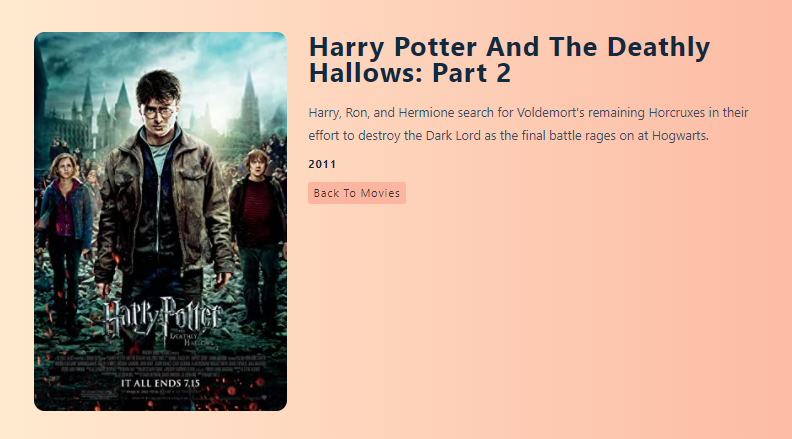 Harry Potter And The Deathly
Hallows: Part 2
Harry, Ron, and Hermione search for Voldemort's remaining Horcruxes in their
effort to destroy the Dark Lord as the final battle rages on at Hogwarts.
2011
Back To Movies
Harry Potter
AND THE
DEATHLY
HALLOWS
IT ALL ENDS 7.15